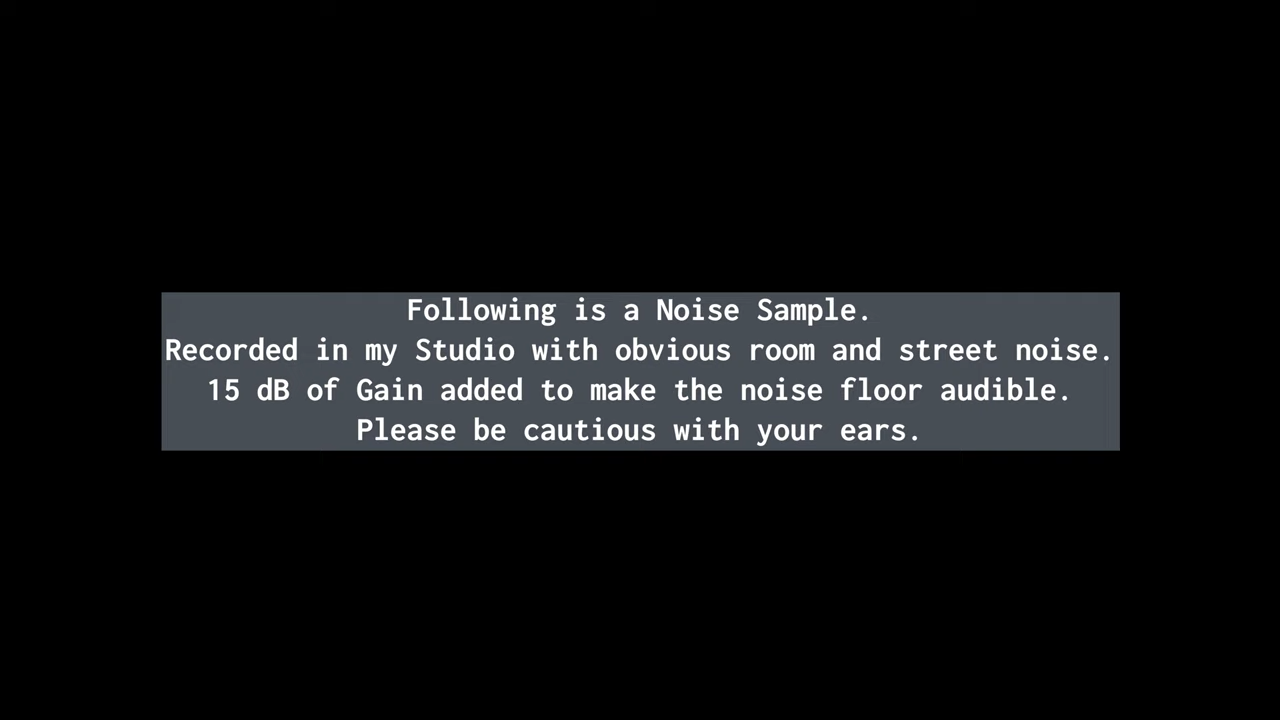 Following is a Noise Sample.
Recorded in my Studio with obvious room and street noise.
15 dB of Gain added to make the noise floor audible.
Please be cautious with your ears.